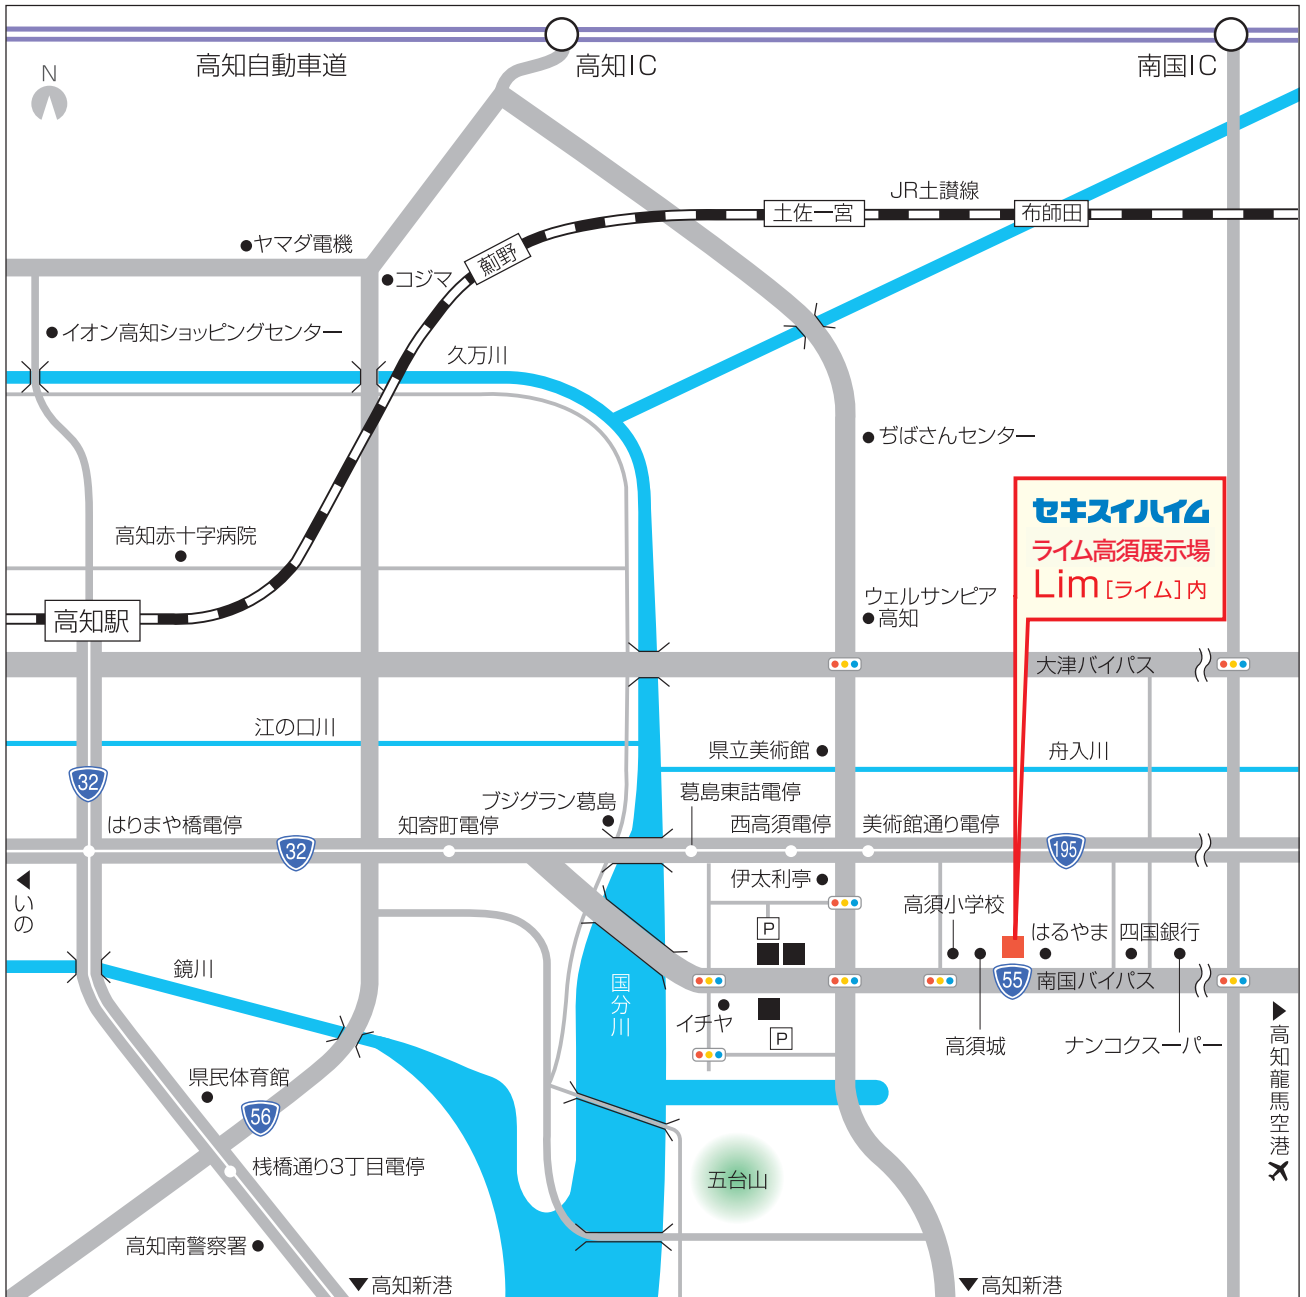 高知自動車道
高知IC
南国IC
N
JR土讃線
土佐一宮
布師田
ヤマダ電機
薊野
コジマ
イオン高知ショッピングセンター
久万川
ぢばさんセンター
セキスイハイム
ライム高須展示場
Lim［ライム］内
高知赤十字病院
ウェルサンピア
高知
高知駅
大津バイパス
江の口川
県立美術館
舟入川
32
ブジグラン葛島
葛島東詰電停
はりまや橋電停
32
知寄町電停
西高須電停
美術館通り電停
195
いの
伊太利亭
高須小学校
P
はるやま
四国銀行
鏡川
国分川
55
南国バイパス
イチヤ
P
高須城
ナンコクスーパー
高知龍馬空港
県民体育館
56
桟橋通り3丁目電停
五台山
高知南警察署
高知新港
高知新港